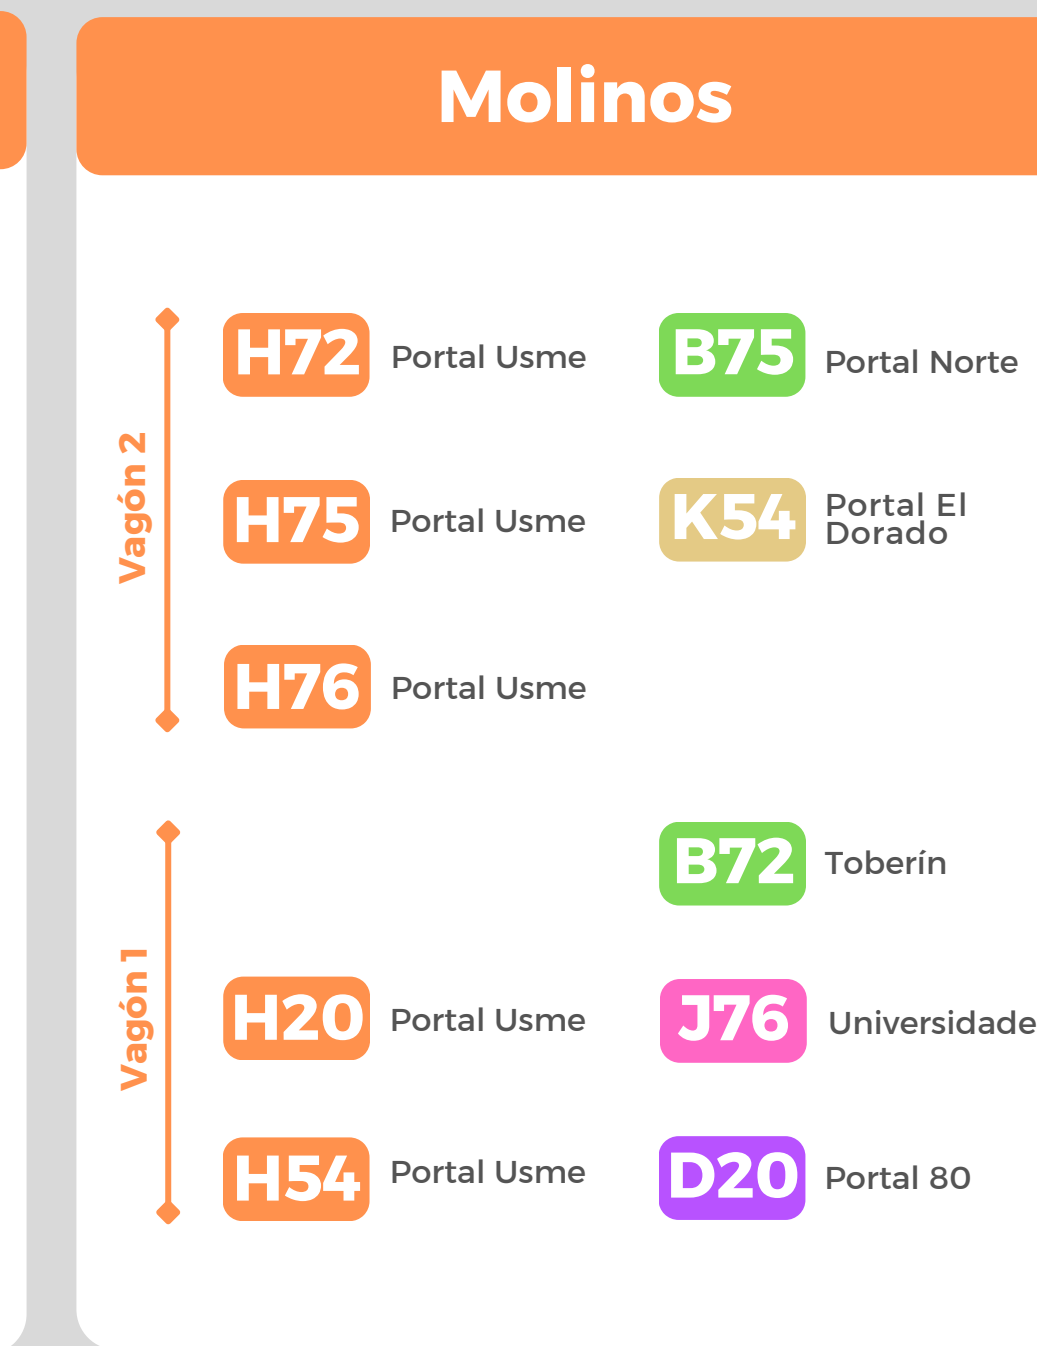 Molinos
Vagón 2
H72 Portal Usme
B75 Portal Norte
H75 Portal Usme
K54 Portal El
Dorado
H76 Portal Usme
Vagón 1
B72 Toberín
H20 Portal Usme
J76 Universidade
H54 Portal Usme
D20 Portal 80